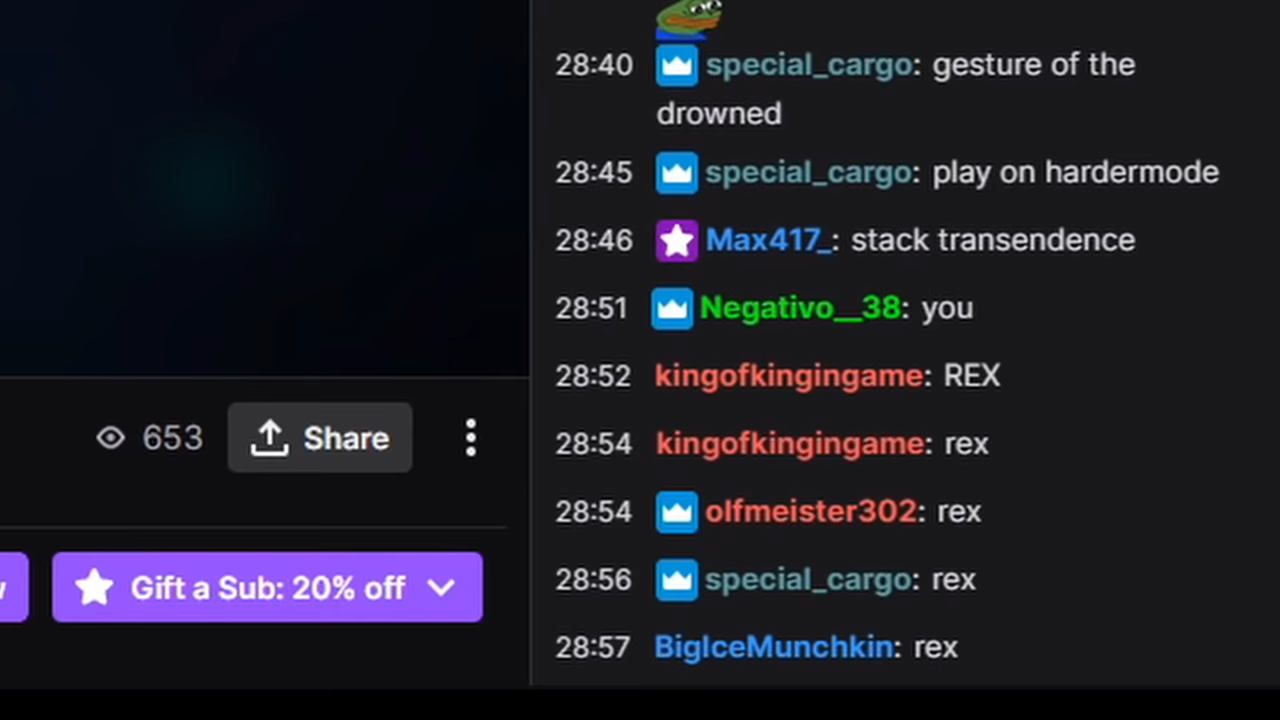 28:40 special_cargo: gesture of the
drowned
28:45 special_cargo: play on hardermode
28:46 Max417_: stack transendence
28:51 Negativo__38: you
28:52 kingofkingingame: REX
653 Share
28:54 kingofkingingame: rex
28:54 olfmeister302: rex
Gift a Sub: 20% off
28:56 special_cargo: rex
28:57 BigIceMunchkin: rex